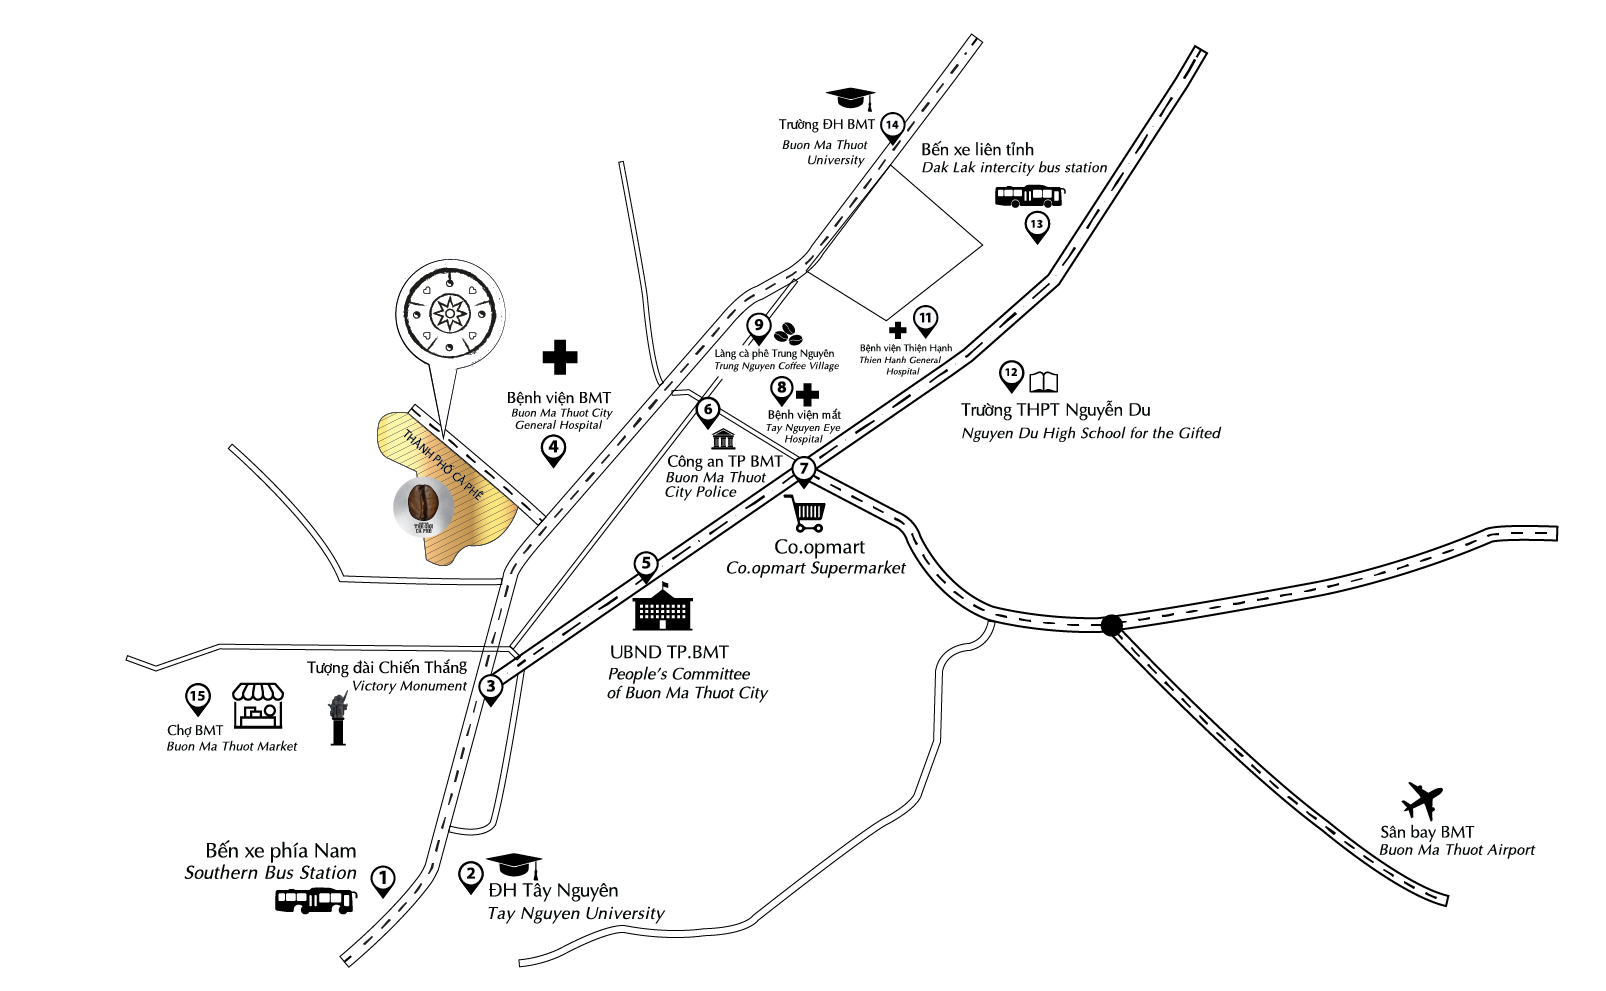 14
Trường ĐH BMT
Buon Ma Thuot
University
Bến xe liên tỉnh
Dak Lak intercity bus station
13
9
Làng cà phê Trung Nguyên
Trung Nguyen Coffee Village
11
Bệnh viện Thiện Hạnh
Thien Hanh General
Hospital
12
Trường THPT Nguyễn Du
Nguyen Du High School for the Gifted
8
Bệnh viện mắt
Tay Nguyen Eye
Hospital
Bệnh viện BMT
Buon Ma Thuot City
General Hospital
4
6
Công an TP BMT
Buon Ma Thuot
City Police
THÀNH PHỐ CÀ PHÊ
7
Co.opmart
Co.opmart Supermarket
5
UBND TP.BMT
People's Committee
of Buon Ma Thuot City
Tượng đài Chiến Thắng
Victory Monument
3
15
Chợ BMT
Buon Ma Thuot Market
Sân bay BMT
Buon Ma Thuot Airport
Bến xe phía Nam
Southern Bus Station
1
2
ĐH Tây Nguyên
Tay Nguyen University